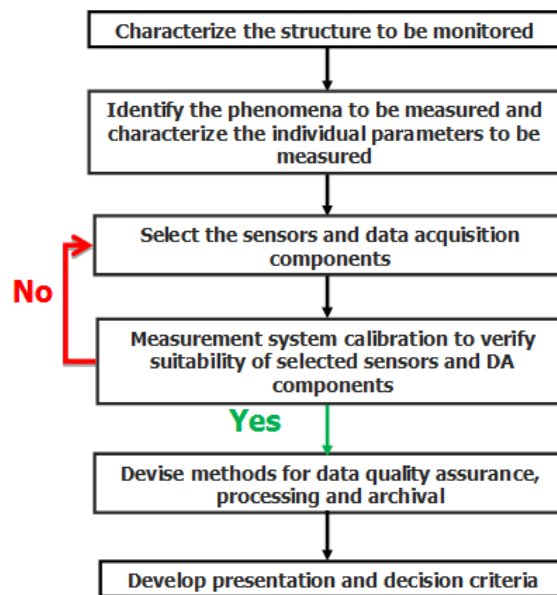 Characterize the structure to be monitored
Identify the phenomena to be measured and
characterize the individual parameters to be
measured
Select the sensors and data acquisition
components
No
Measurement system calibration to verify
suitability of selected sensors and DA
components
Yes
Devise methods for data quality assurance,
processing and archival
Develop presentation and decision criteria